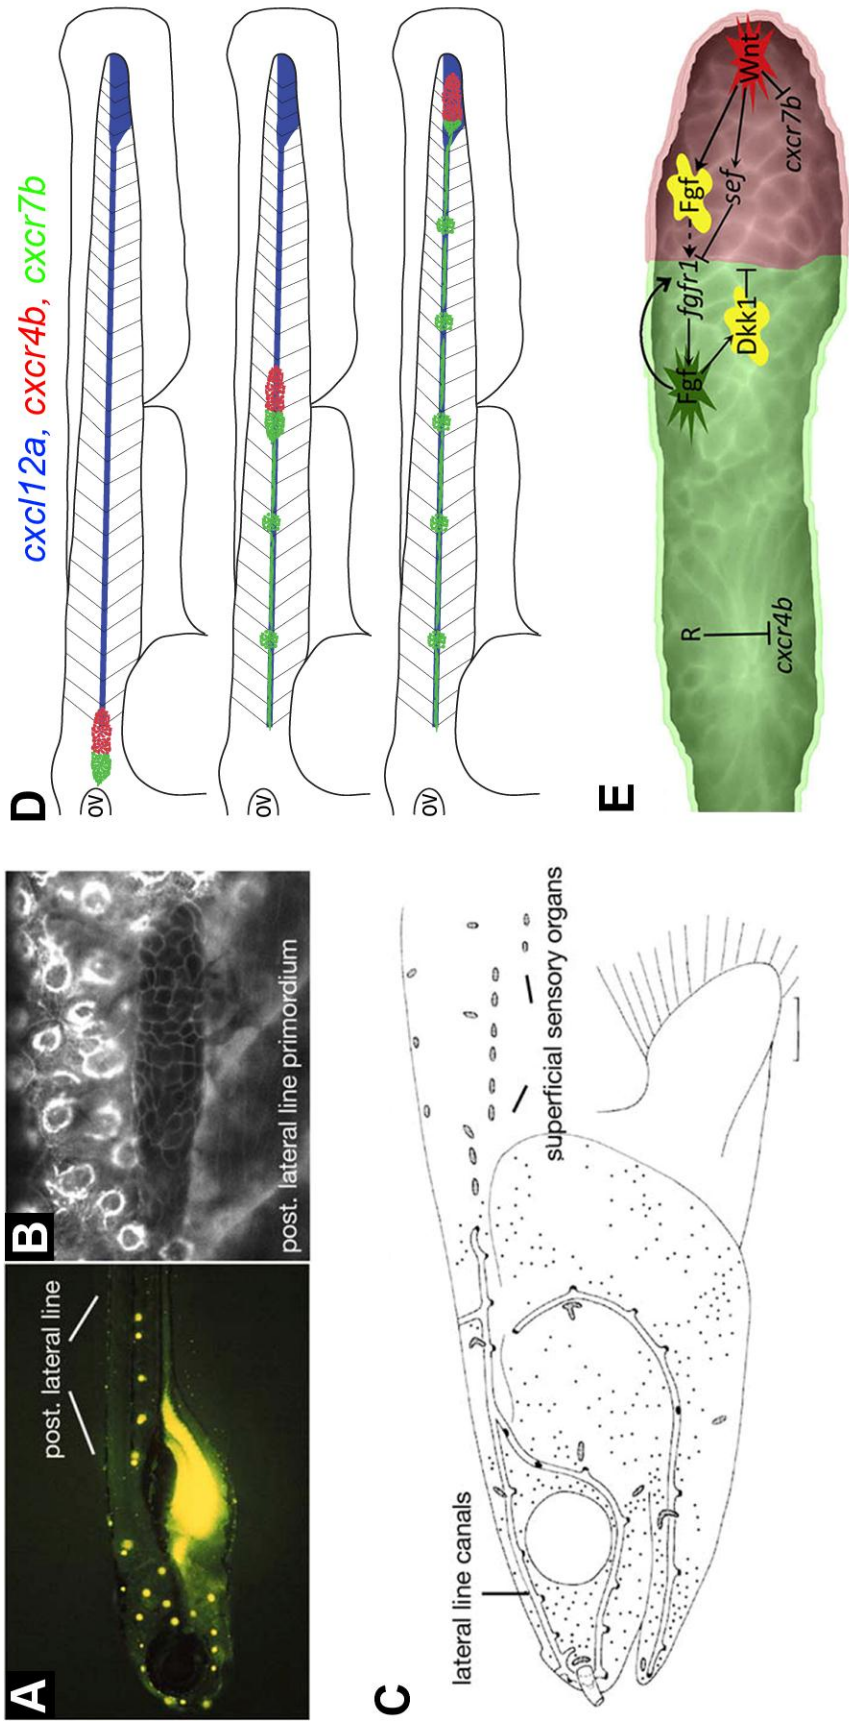 A
post. lateral line
B
post. lateral line primordium
C
lateral line canals
superficial sensory organs
D
cxcl12a, cxcr4b, cxcr7b
OV
OV
OV
E
R
cxcr4b
Fgf
fgfr1
Fgf
Dkk1
sef
Wnt
cxcr7b